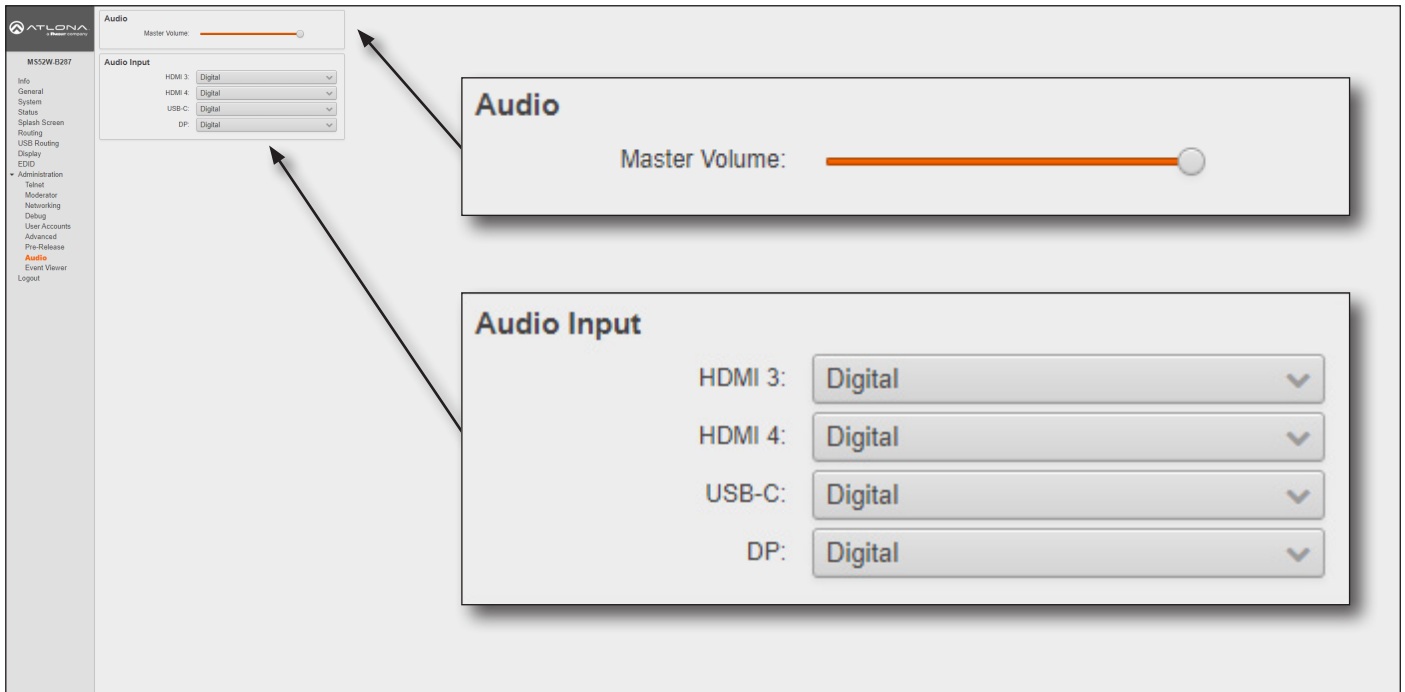 ATLONA
a Panduit company
MS52W-B287
Info
General
System
Status
Splash Screen
Routing
USB Routing
Display
EDID
Administration
Telnet
Moderator
Networking
Debug
User Accounts
Advanced
Pre-Release
Audio
Event Viewer
Logout
Audio
Master Volume:
Audio Input
HDMI 3: Digital
HDMI 4: Digital
USB-C: Digital
DP: Digital
Audio
Master Volume:
Audio Input
HDMI 3: Digital
HDMI 4: Digital
USB-C: Digital
DP: Digital